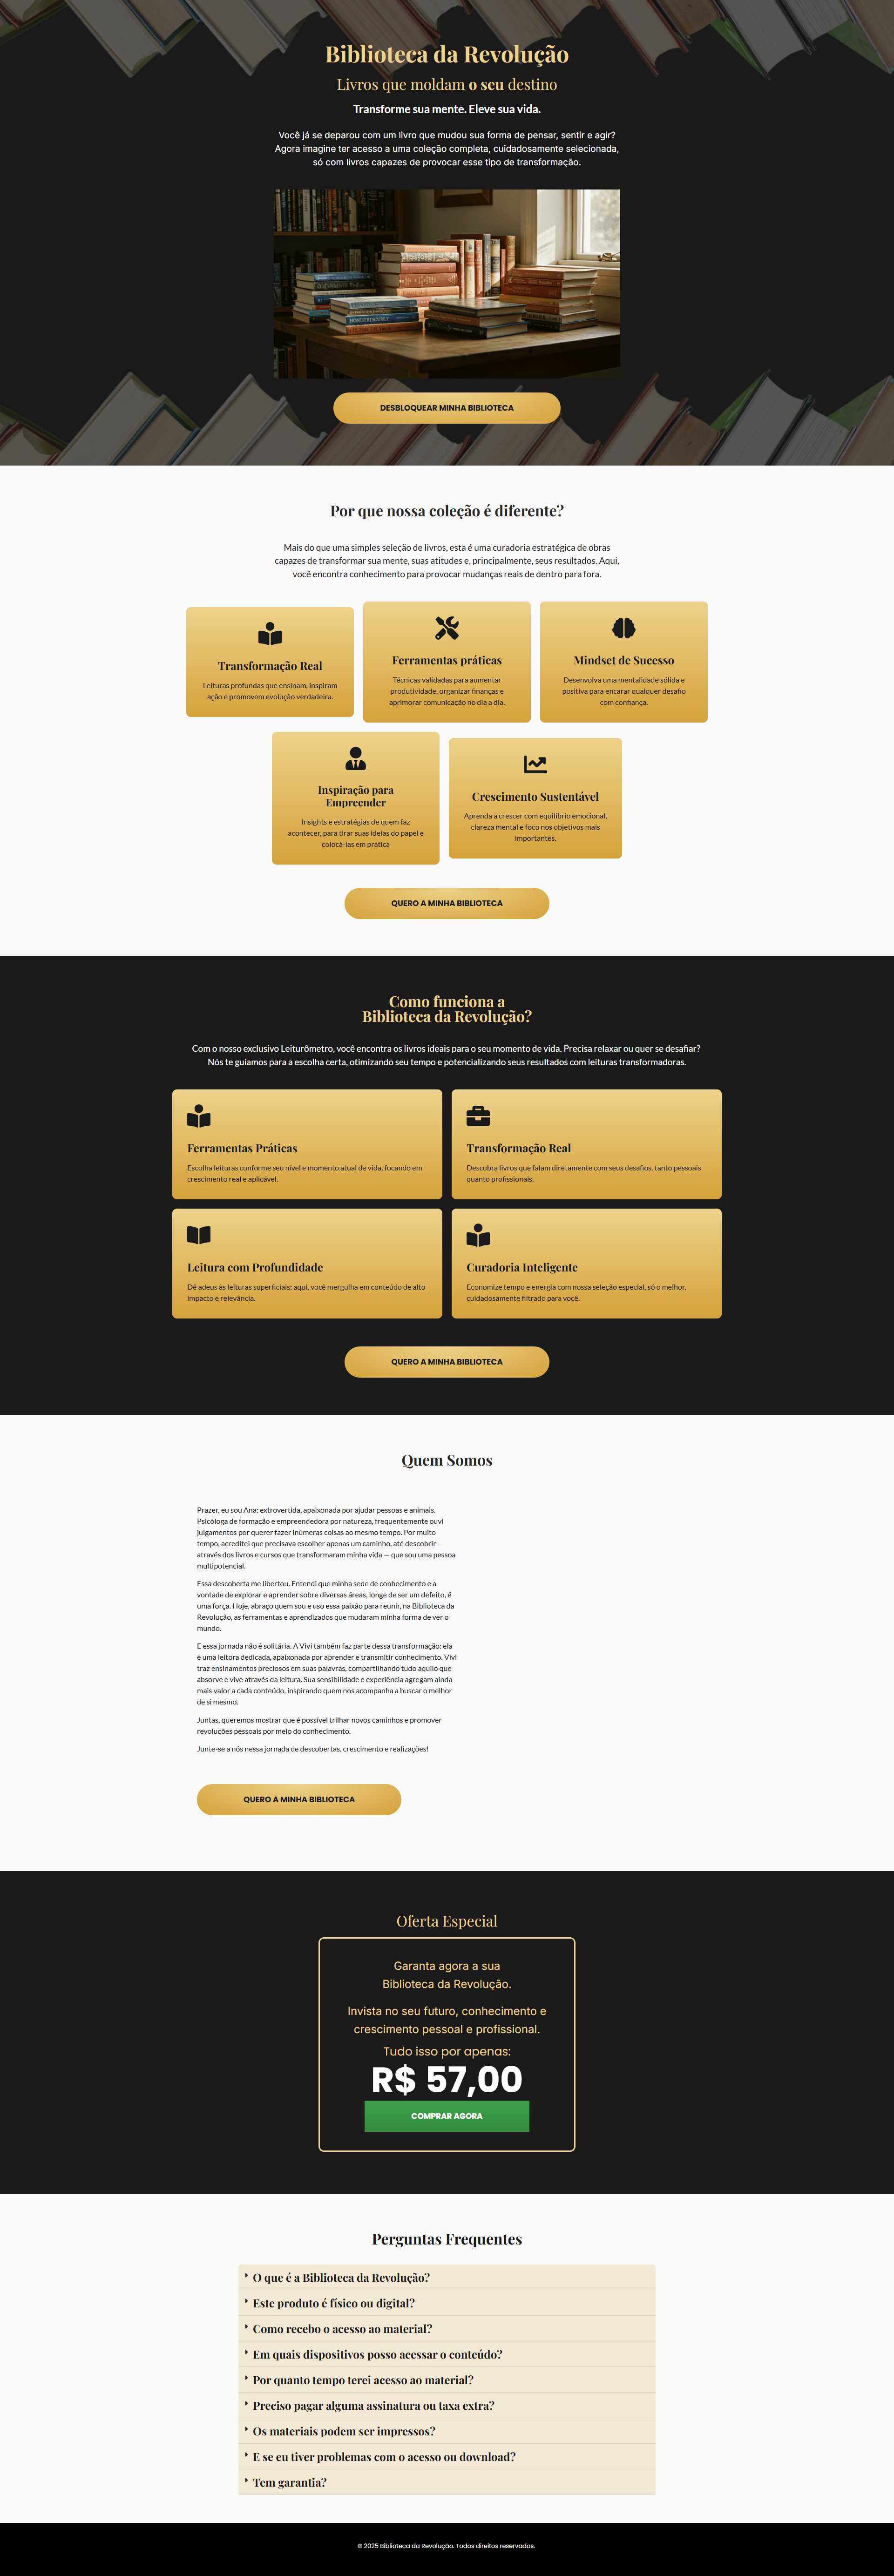 Biblioteca da Revolução
Livros que moldam o seu destino
Transforme sua mente. Eleve sua vida.
Você já se deparou com um livro que mudou sua forma de pensar, sentir e agir?
Agora imagine ter acesso a uma coleção completa, cuidadosamente selecionada,
só com livros capazes de provocar esse tipo de transformação.
DESBLOQUEAR MINHA BIBLIOTECA
Por que nossa coleção é diferente?
Mais do que uma simples seleção de livros, esta é uma curadoria estratégica de obras
capazes de transformar sua mente, suas atitudes e, principalmente, seus resultados. Aqui,
você encontra conhecimento para provocar mudanças reais de dentro para fora.
Transformação Real
Leituras profundas que ensinam, inspiram
ação e promovem evolução verdadeira.
Ferramentas práticas
Técnicas validadas para aumentar
produtividade, organizar finanças e
aprimorar comunicação no dia a dia.
Mindset de Sucesso
Desenvolva uma mentalidade sólida e
positiva para encarar qualquer desafio
com confiança.
Inspiração para
Empreender
Insights e estratégias de quem faz
acontecer, para tirar suas ideias do papel e
colocá-las em prática
Crescimento Sustentável
Aprenda a crescer com equilíbrio emocional,
clareza mental e foco nos objetivos mais
importantes.
QUERO A MINHA BIBLIOTECA
Como funciona a
Biblioteca da Revolução?
Com o nosso exclusivo Leiturômetro, você encontra os livros ideais para o seu momento de vida. Precisa relaxar ou quer se desafiar?
Nós te guiamos para a escolha certa, otimizando seu tempo e potencializando seus resultados com leituras transformadoras.
Ferramentas Práticas
Escolha leituras conforme seu nível e momento atual de vida, focando em
crescimento real e aplicável.
Transformação Real
Descubra livros que falam diretamente com seus desafios, tanto pessoais
quanto profissionais.
Leitura com Profundidade
Dê adeus às leituras superficiais: aqui, você mergulha em conteúdo de alto
impacto e relevância.
Curadoria Inteligente
Economize tempo e energia com nossa seleção especial, só o melhor,
cuidadosamente filtrado para você.
QUERO A MINHA BIBLIOTECA
Quem Somos
Prazer, eu sou Ana: extrovertida, apaixonada por ajudar pessoas e animais.
Psicóloga de formação e empreendedora por natureza, frequentemente ouvi
julgamentos por querer fazer inúmeras coisas ao mesmo tempo. Por muito
tempo, acreditei que precisava escolher apenas um caminho, até descobrir —
através dos livros e cursos que transformaram minha vida — que sou uma pessoa
multipotencial.
Essa descoberta me libertou. Entendi que minha sede de conhecimento e a
vontade de explorar e aprender sobre diversas áreas, longe de ser um defeito, é
uma força. Hoje, abraço quem sou e uso essa paixão para reunir, na Biblioteca da
Revolução, as ferramentas e aprendizados que mudaram minha forma de ver o
mundo.
E essa jornada não é solitária. A Vivi também faz parte dessa transformação: ela
é uma leitora dedicada, apaixonada por aprender e transmitir conhecimento. Vivi
traz ensinamentos preciosos em suas palavras, compartilhando tudo aquilo que
absorve e vive através da leitura. Sua sensibilidade e experiência agregam ainda
mais valor a cada conteúdo, inspirando quem nos acompanha a buscar o melhor
de si mesmo.
Juntas, queremos mostrar que é possível trilhar novos caminhos e promover
revoluções pessoais por meio do conhecimento.
Junte-se a nós nessa jornada de descobertas, crescimento e realizações!
QUERO A MINHA BIBLIOTECA
Oferta Especial
Garanta agora a sua
Biblioteca da Revolução.
Invista no seu futuro, conhecimento e
crescimento pessoal e profissional.
Tudo isso por apenas:
R$ 57,00
COMPRAR AGORA
Perguntas Frequentes
O que é a Biblioteca da Revolução?
Este produto é físico ou digital?
Como recebo o acesso ao material?
Em quais dispositivos posso acessar o conteúdo?
Por quanto tempo terei acesso ao material?
Preciso pagar alguma assinatura ou taxa extra?
Os materiais podem ser impressos?
E se eu tiver problemas com o acesso ou download?
Tem garantia?
© 2025 Biblioteca da Revolução. Todos direitos reservados.